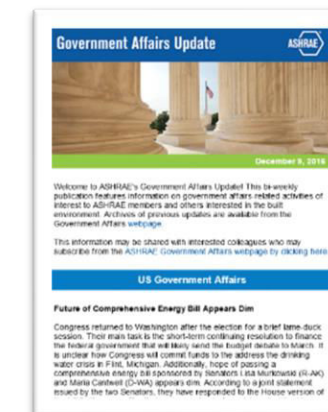 Government Affairs Update
ASHRAE
December 9, 2016
Welcome to ASHRAE's Government Affairs Update! This bi-weekly
publication features information on government affairs-related activities of
interest to ASHRAE members and others interested in the built
environment. Archives of previous updates are available from the
Government Affairs webpage.
This information may be shared with interested colleagues who may
subscribe from the ASHRAE Government Affairs webpage by clicking here
US Government Affairs
Future of Comprehensive Energy Bill Appears Dim
Congress returned to Washington after the election for a brief lame-duck
session. Their main task is the short-term continuing resolution to finance
the federal government that will likely send the budget debate to March. It
is unclear how Congress will commit funds to the address the drinking
water crisis in Flint, Michigan. Additionally, hope of passing a
comprehensive energy bill sponsored by Senators Lisa Murkowski (R-AK)
and Maria Cantwell (D-WA) appears dim. According to a joint statement
issued by the two Senators, they have responded to the House version of